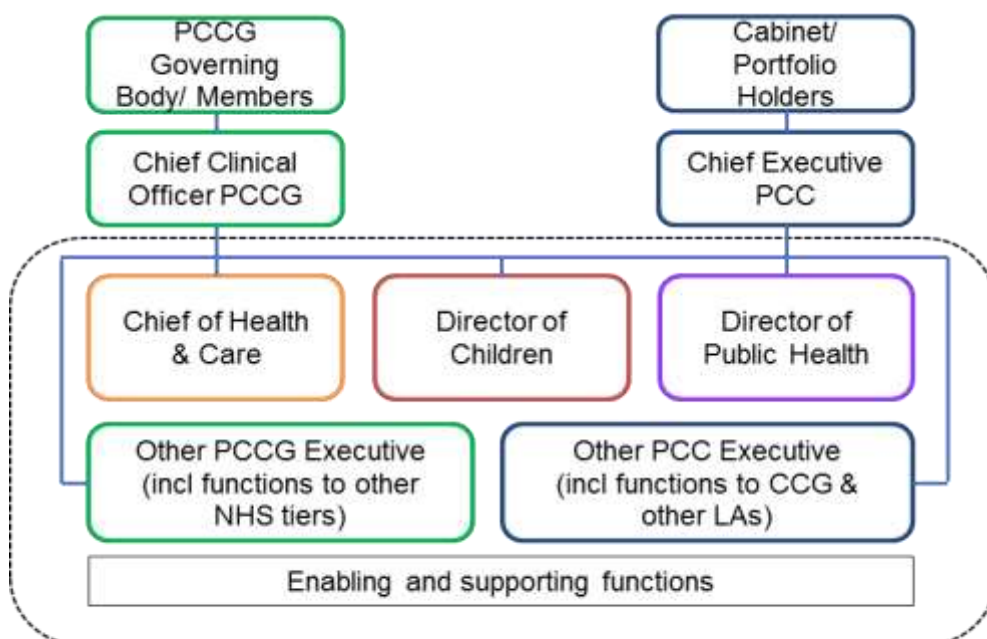 PCCG
Governing
Body/ Members
Cabinet/
Portfolio
Holders
Chief Clinical
Officer PCCG
Chief Executive
PCC
Chief of Health
& Care
Director of
Children
Director of
Public Health
Other PCCG Executive
(incl functions to other
NHS tiers)
Other PCC Executive
(incl functions to CCG &
other LAs)
Enabling and supporting functions